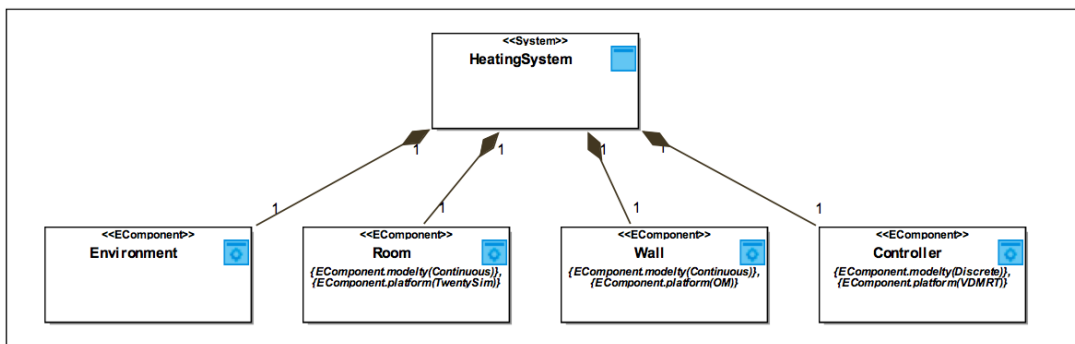 <<System>>
HeatingSystem
1
1
1
1
1
1
1
1
<<EComponent>>
Environment
<<EComponent>>
Room
{EComponent.modelty(Continuous)},
{EComponent.platform(TwentySim)}
<<EComponent>>
Wall
{EComponent.modelty(Continuous)},
{EComponent.platform(OM)}
<<EComponent>>
Controller
{EComponent.modelty(Discrete)},
{EComponent.platform(VDMRT)}